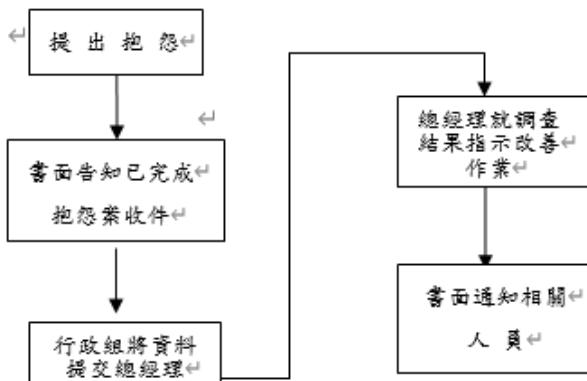 提出抱怨
書面告知已完成
抱怨案收件
行政組將資料
提交總經理
總經理就調查
結果指示改善
作業
書面通知相關
人員